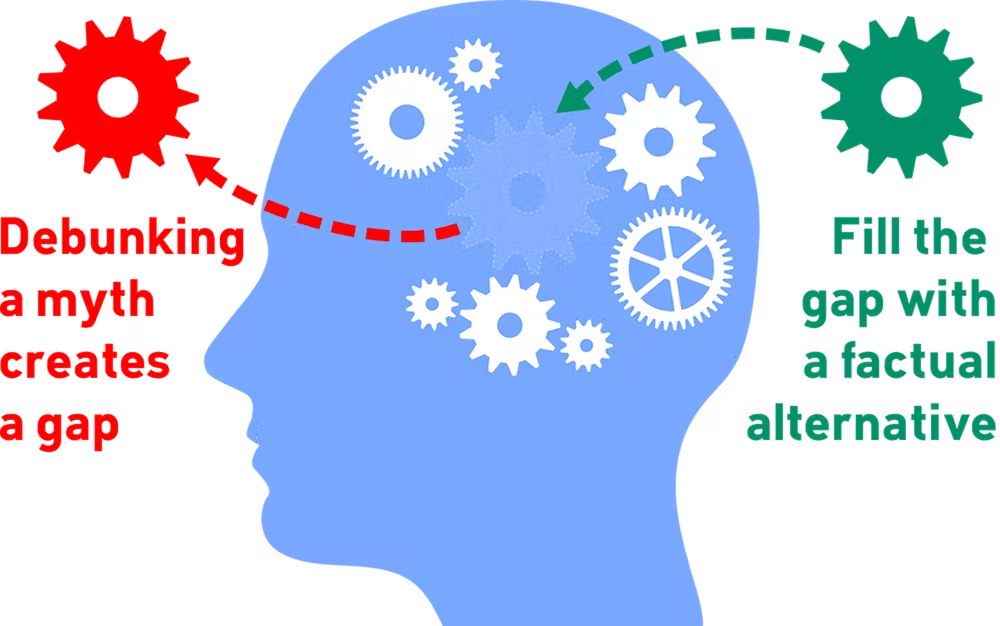 Debunking
a myth
creates
a gap
Fill the
gap with
a factual
alternative